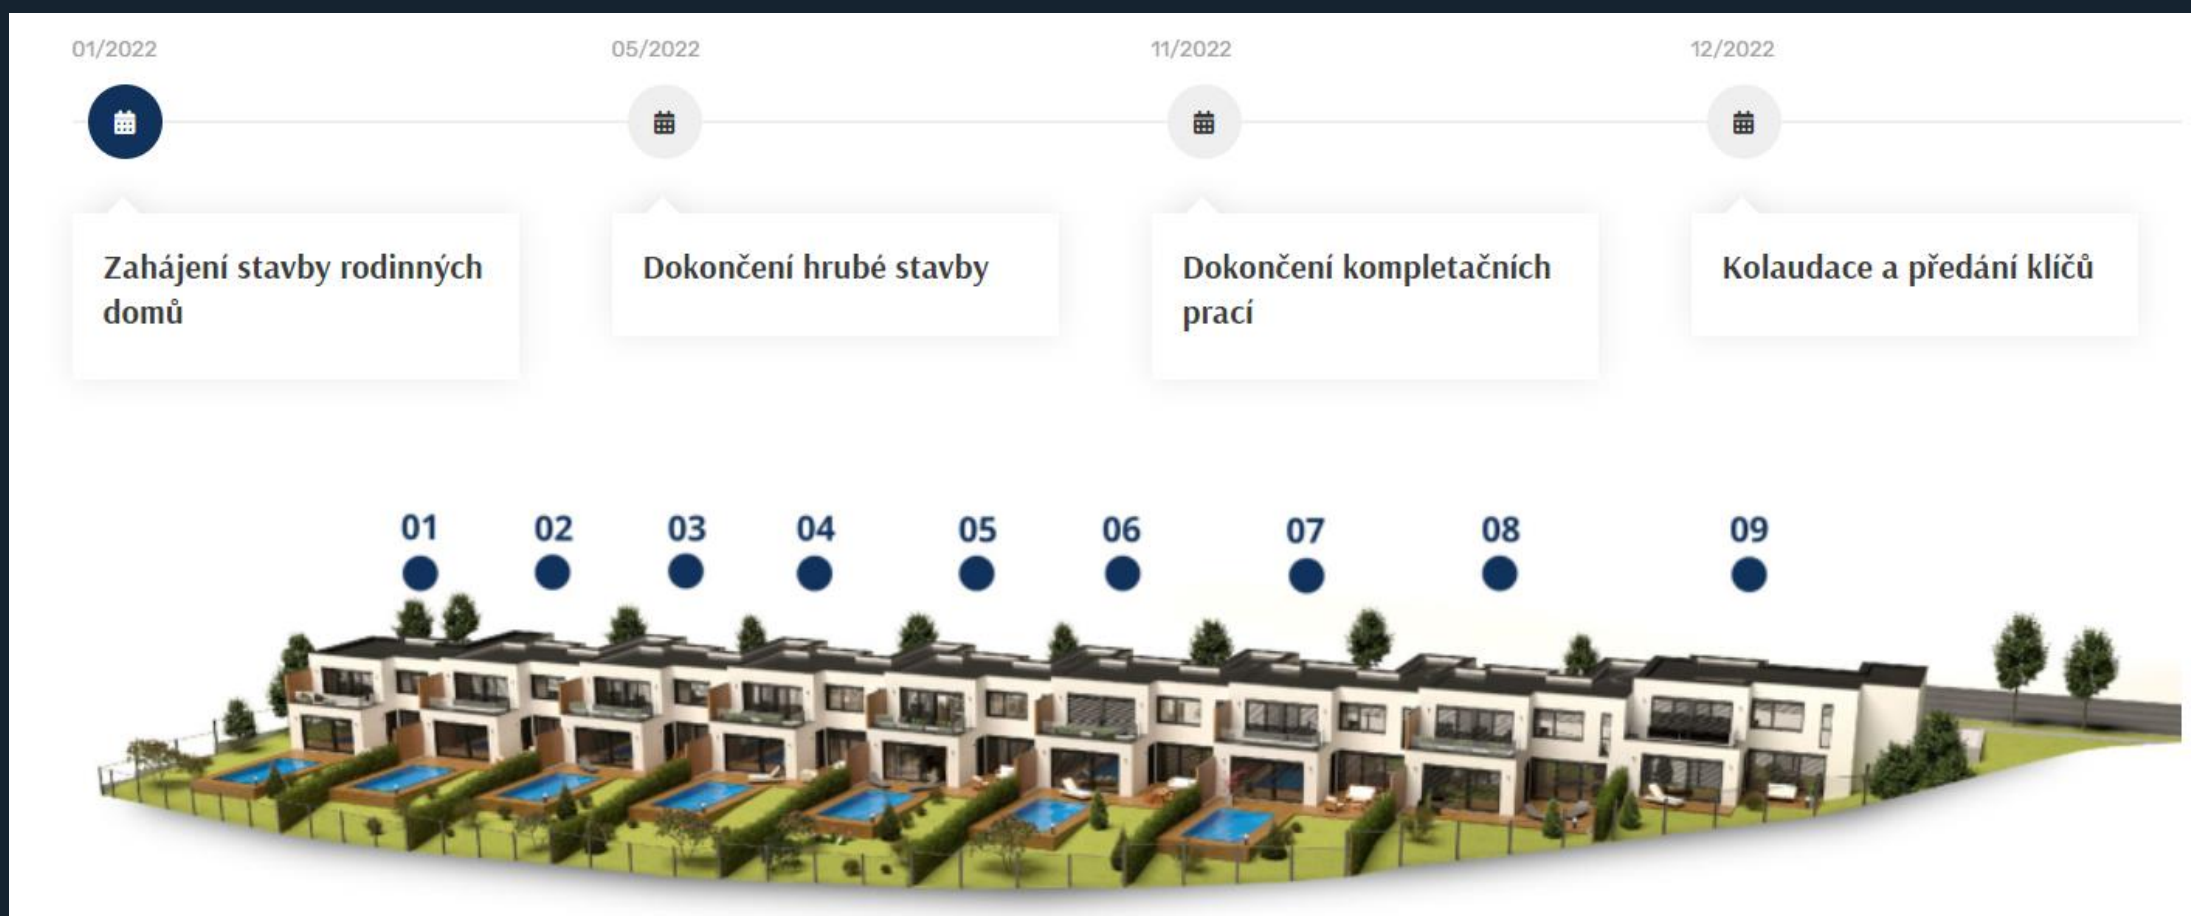 01/2022
05/2022
11/2022
12/2022
Zahájení stavby rodinných
domů
Dokončení hrubé stavby
Dokončení kompletačních
prací
Kolaudace a předání klíčů
01
02
03
04
05
06
07
08
09